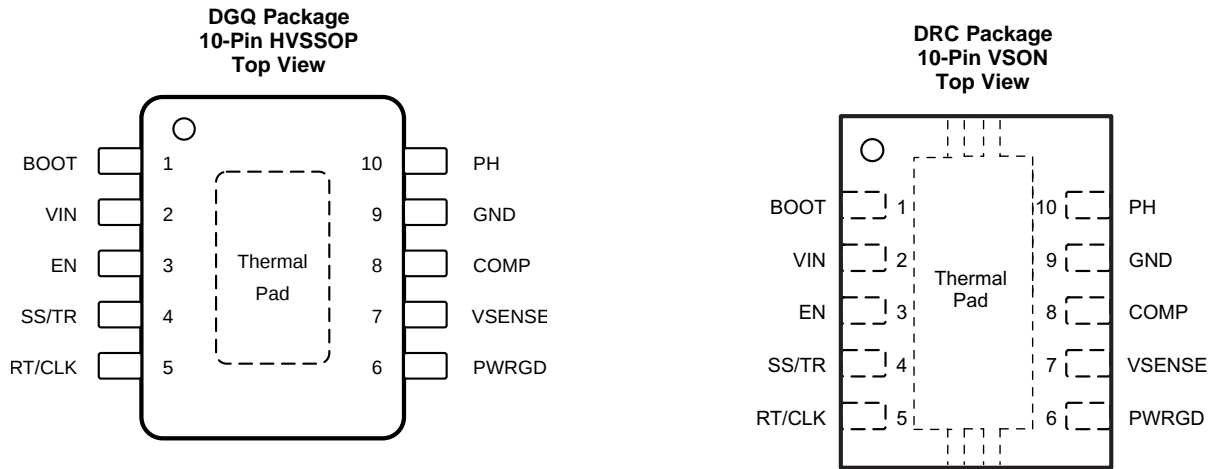 DGQ Package
10-Pin HVSSOP
Top View
BOOT 1 10 PH
VIN 2 9 GND
EN 3 8 COMP
SS/TR 4 7 VSENSE
RT/CLK 5 6 PWRGD
Thermal
Pad
DRC Package
10-Pin VSON
Top View
BOOT 1 10 PH
VIN 2 9 GND
EN 3 8 COMP
SS/TR 4 7 VSENSE
RT/CLK 5 6 PWRGD
Thermal
Pad